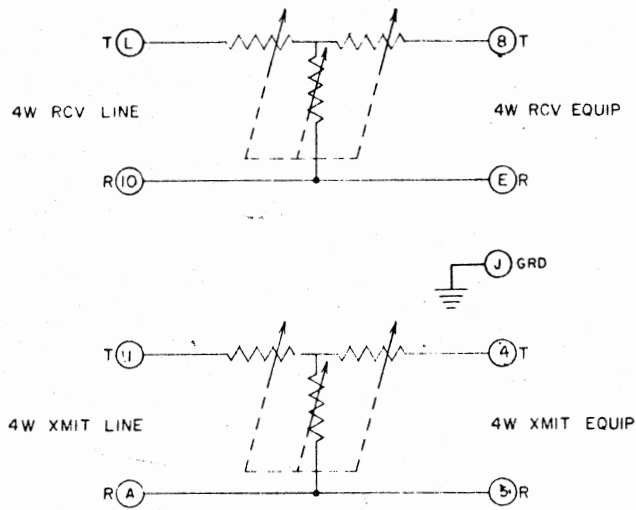 T L 8 T
4W RCV LINE 4W RCV EQUIP
R 10 E R
J GRD
T 11 4 T
4W XMIT LINE 4W XMIT EQUIP
R A 5 R